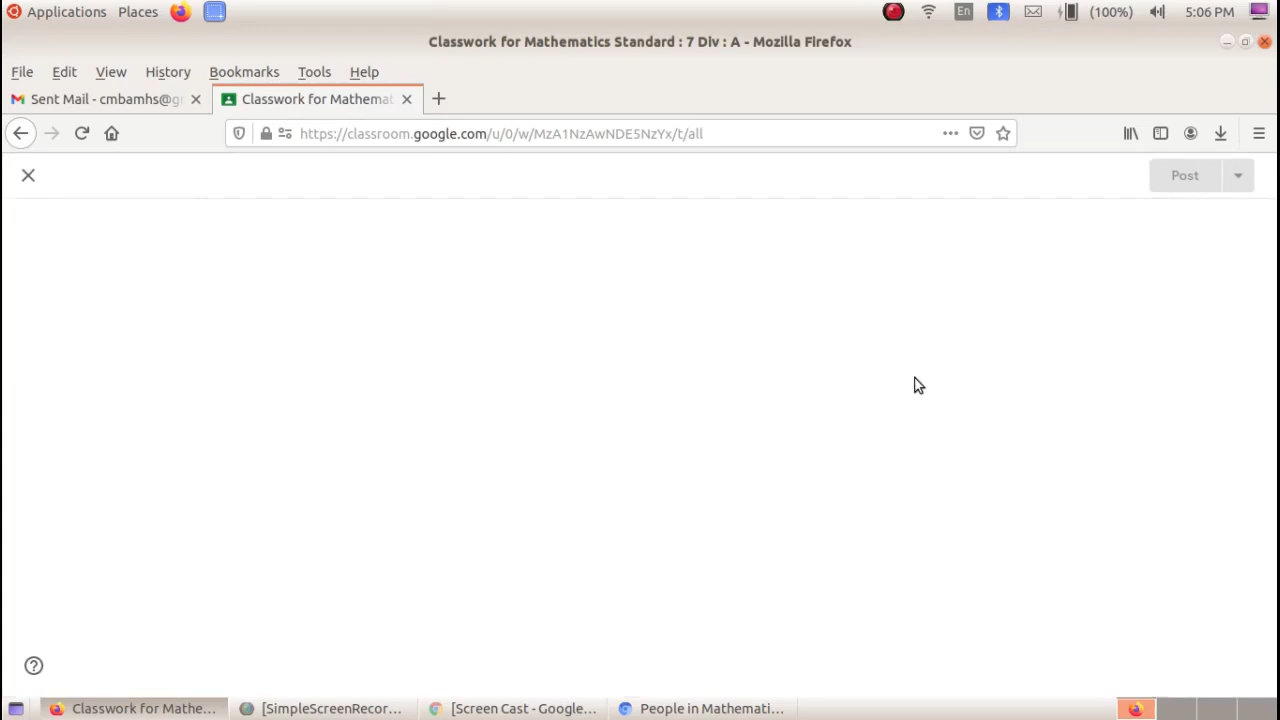 Applications Places En (100%) 5:06 PM
Classwork for Mathematics Standard : 7 Div : A - Mozilla Firefox
File Edit View History Bookmarks Tools Help
Sent Mail - cmbamhs@gr Classwork for Mathemat
https://classroom.google.com/u/0/w/MzA1NzAwNDE5NzYx/t/all
Post
Classwork for Mathe... [SimpleScreenRecor... [Screen Cast - Google... People in Mathemati...